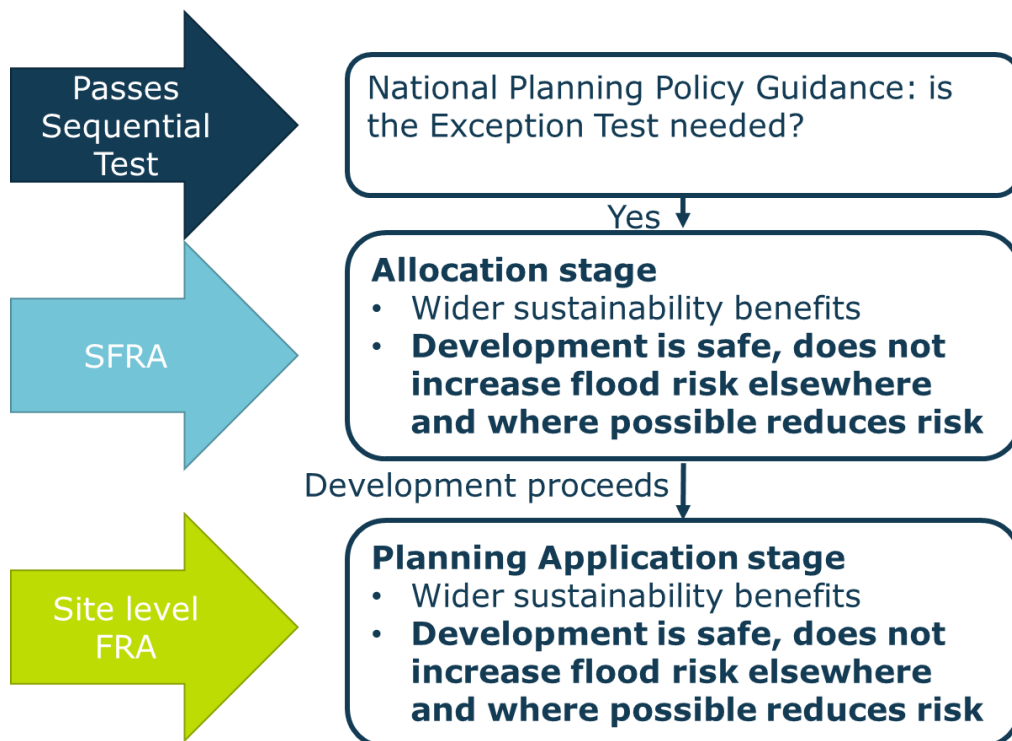 Passes
Sequential
Test
National Planning Policy Guidance: is
the Exception Test needed?
Yes
SFRA
Allocation stage
• Wider sustainability benefits
• Development is safe, does not
increase flood risk elsewhere
and where possible reduces risk
Development proceeds
Site level
FRA
Planning Application stage
• Wider sustainability benefits
• Development is safe, does not
increase flood risk elsewhere
and where possible reduces risk